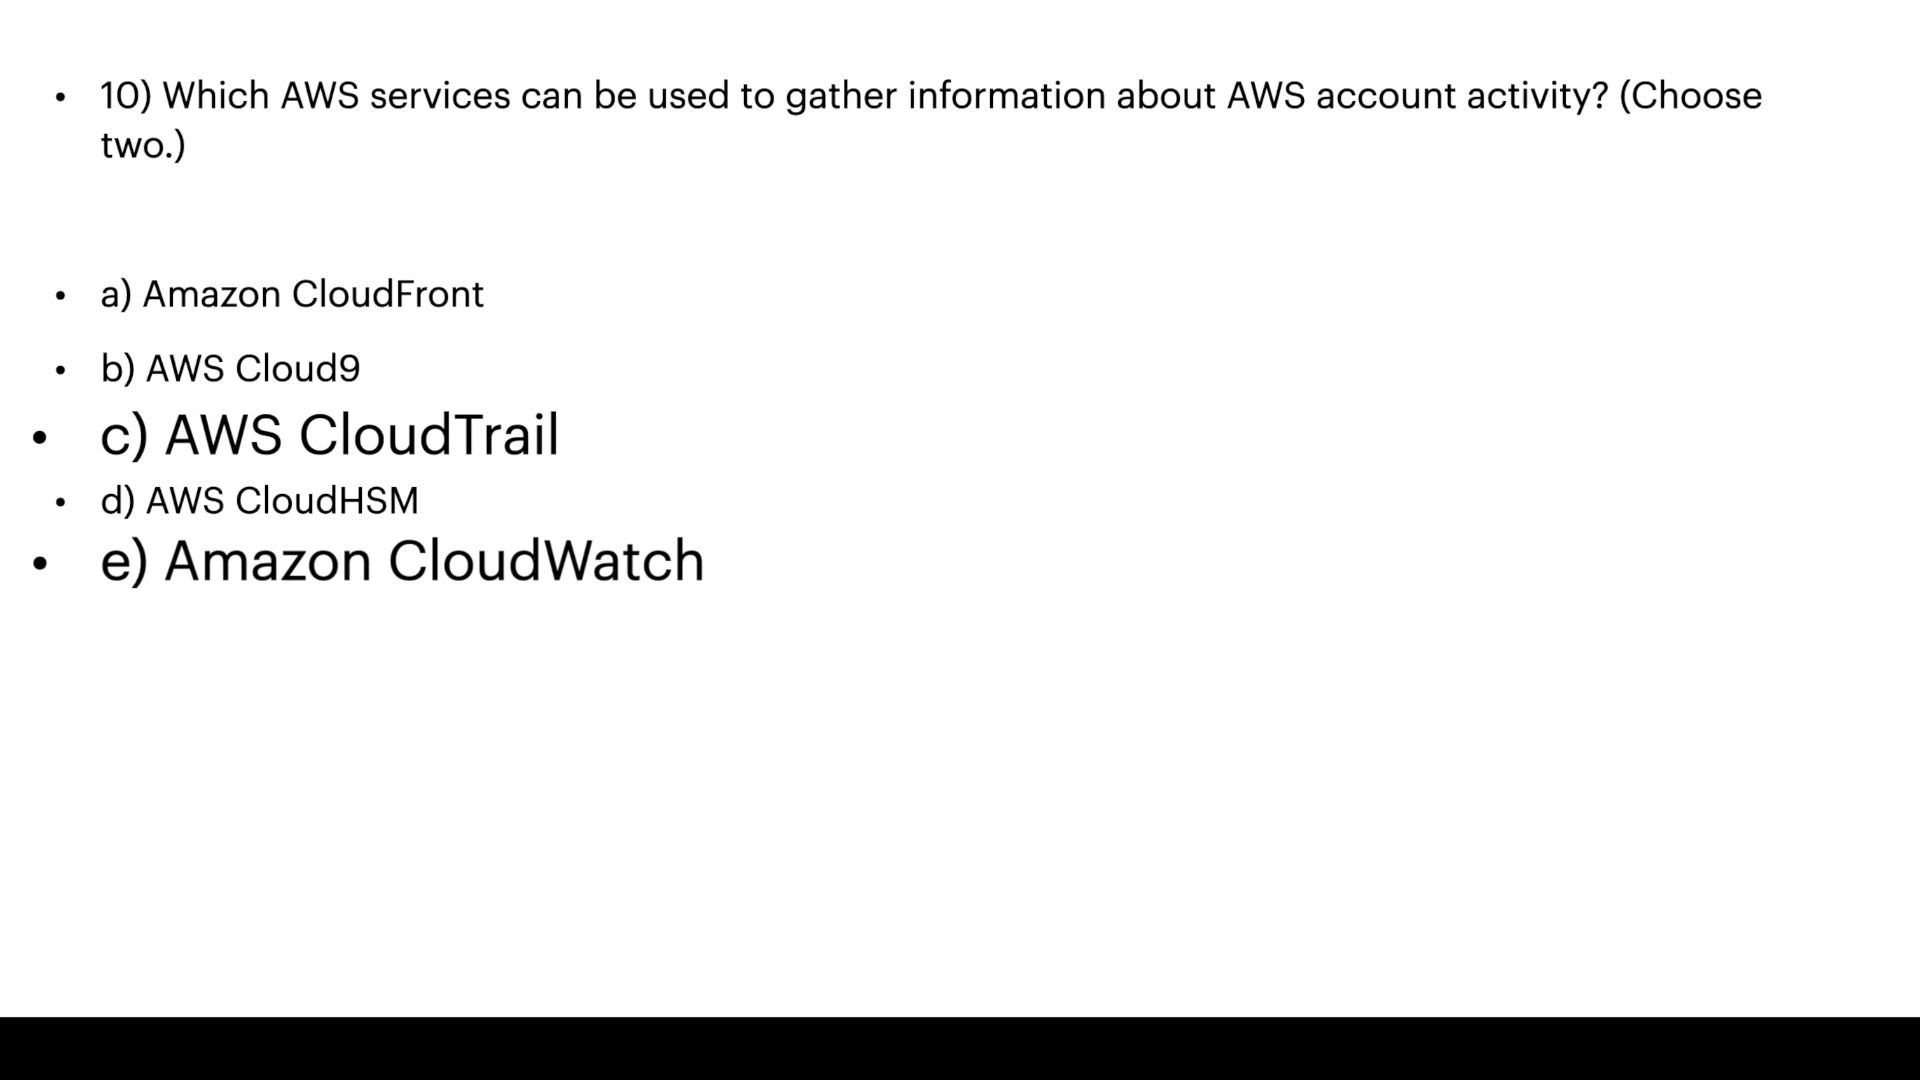 • 10) Which AWS services can be used to gather information about AWS account activity? (Choose
two.)
• a) Amazon CloudFront
• b) AWS Cloud9
• c) AWS CloudTrail
• d) AWS CloudHSM
• e) Amazon CloudWatch